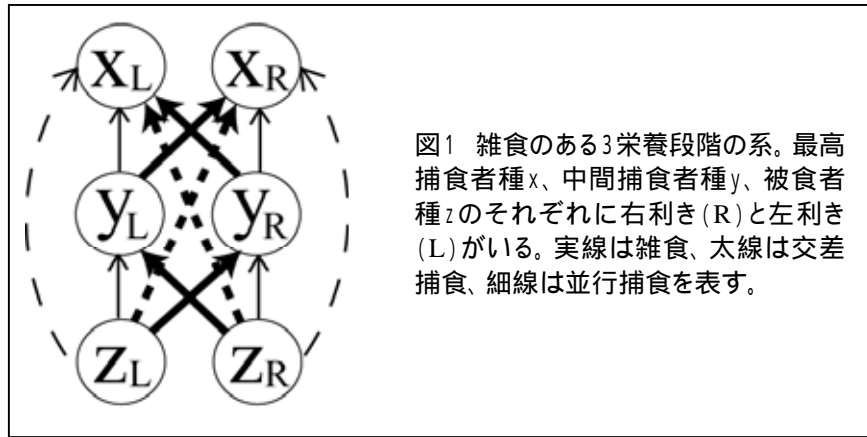 xL xR
yL yR
zL zR
図1 雑食のある3栄養段階の系。最高
捕食者種x、中間捕食者種y、被食者
種zのそれぞれに右利き(R)と左利き
(L)がいる。実線は雑食、太線は交差
捕食、細線は並行捕食を表す。